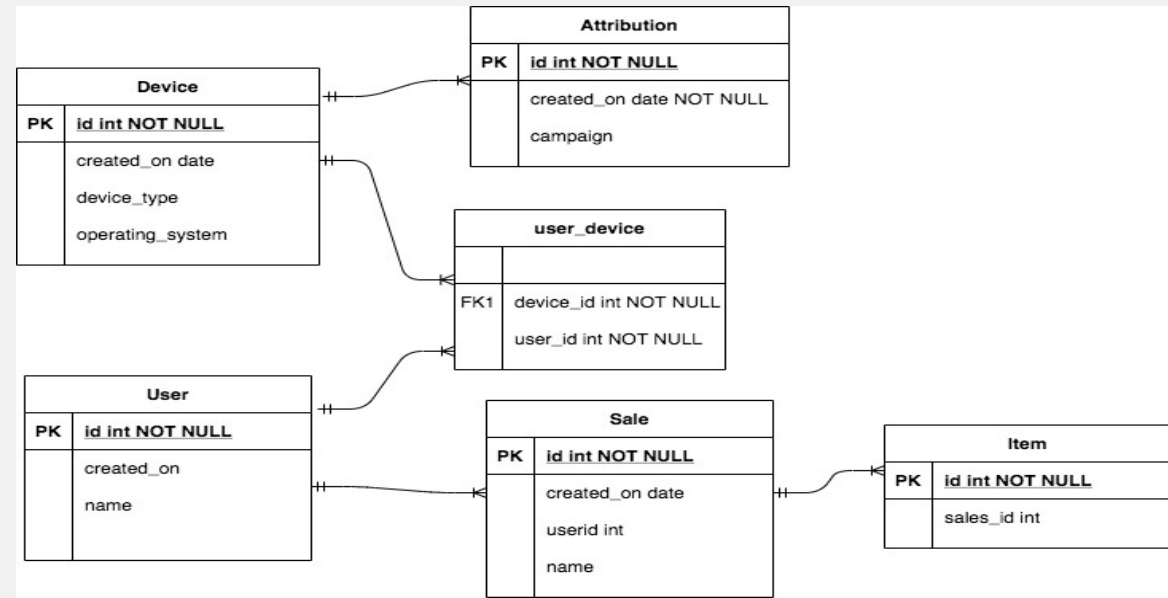 Attribution
PK id int NOT NULL
created_on date NOT NULL
campaign
Device
PK id int NOT NULL
created_on date
device_type
operating_system
user_device
FK1 device_id int NOT NULL
user_id int NOT NULL
User
PK id int NOT NULL
created_on
name
Sale
PK id int NOT NULL
created_on date
userid int
name
Item
PK id int NOT NULL
sales_id int